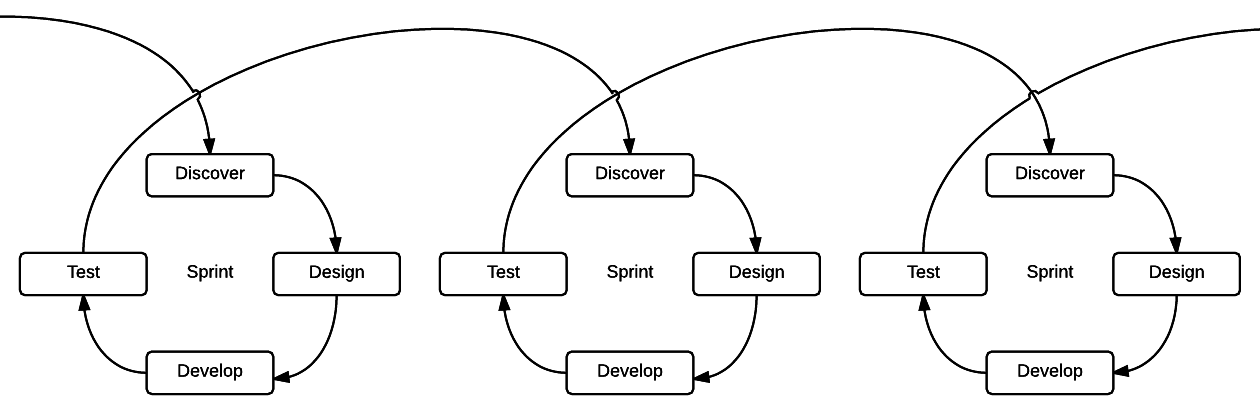 Discover
Test
Sprint
Design
Develop
Discover
Test
Sprint
Design
Develop
Discover
Test
Sprint
Design
Develop